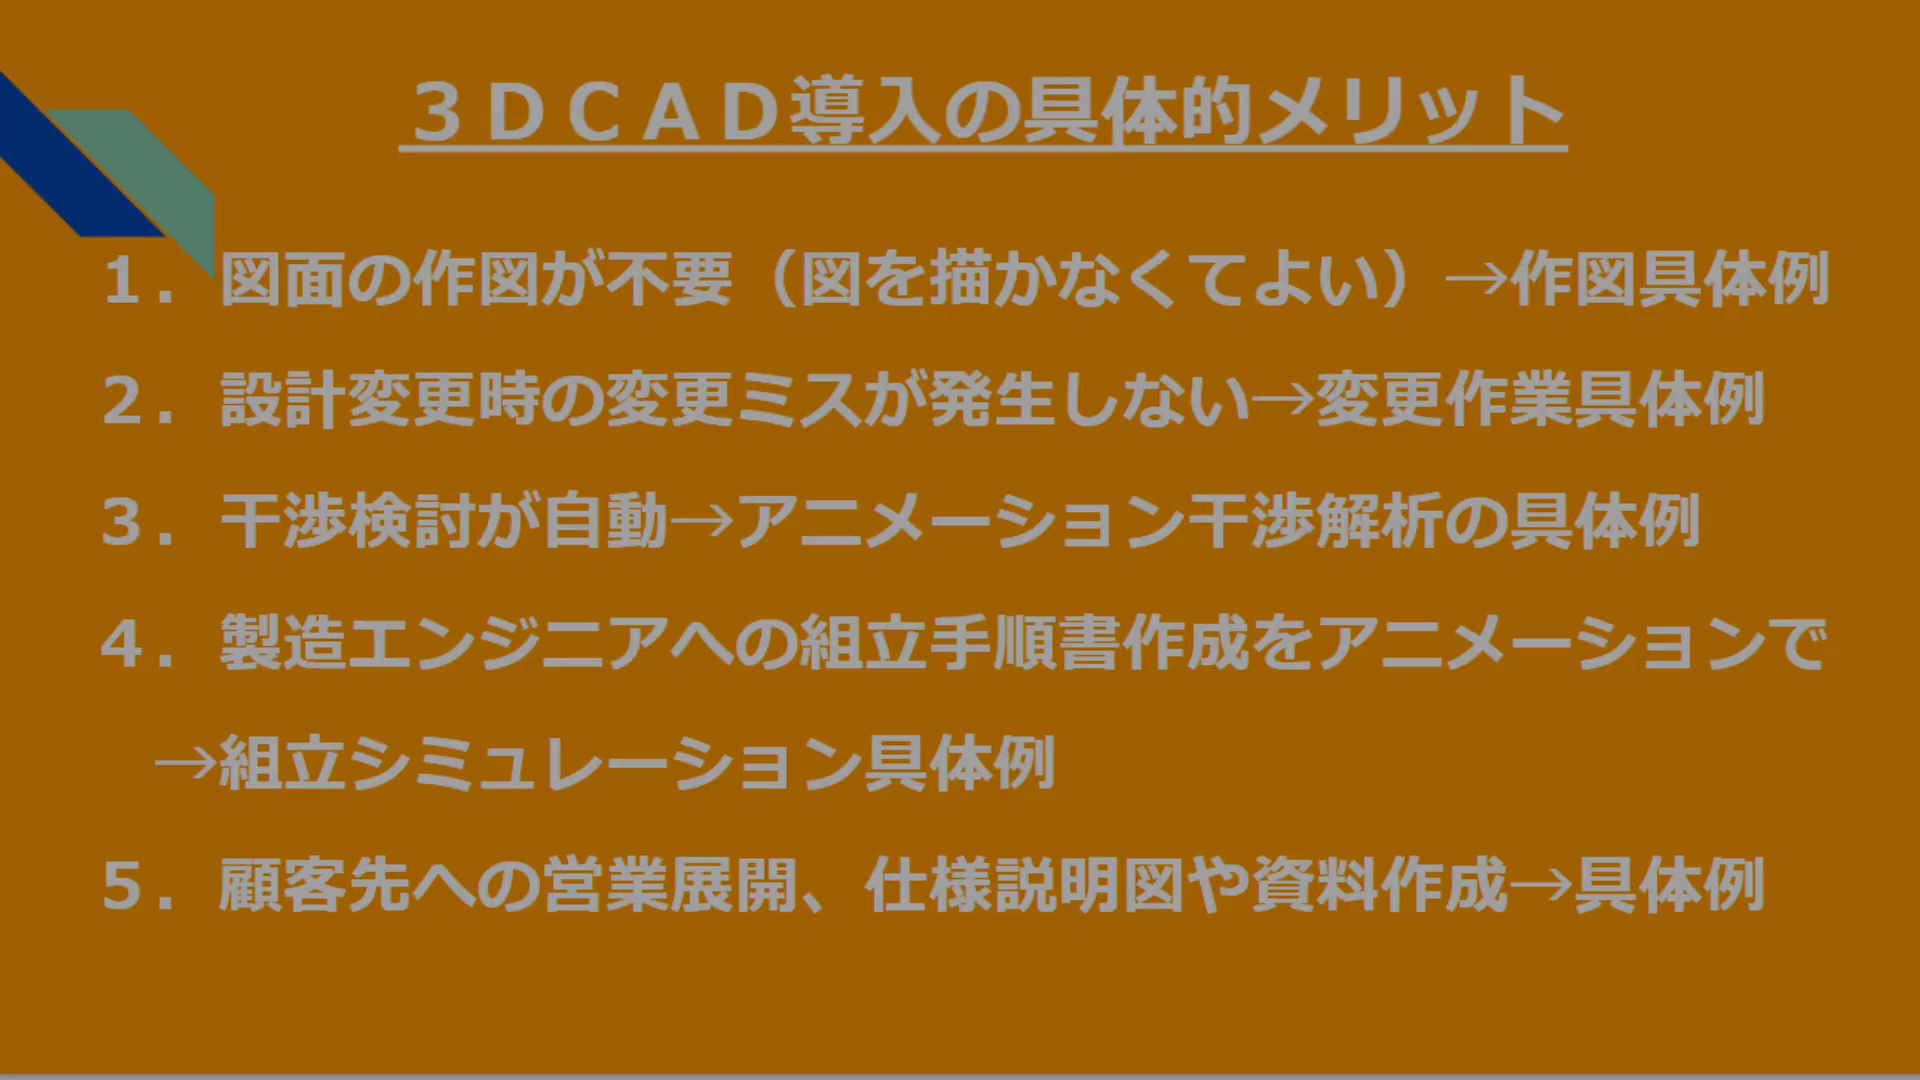 ３ＤＣＡＤ導入の具体的メリット
１．図面の作図が不要（図を描かなくてよい）→作図具体例
２．設計変更時の変更ミスが発生しない→変更作業具体例
３．干渉検討が自動→アニメーション干渉解析の具体例
４．製造エンジニアへの組立手順書作成をアニメーションで
→組立シミュレーション具体例
５．顧客先への営業展開、仕様説明図や資料作成→具体例